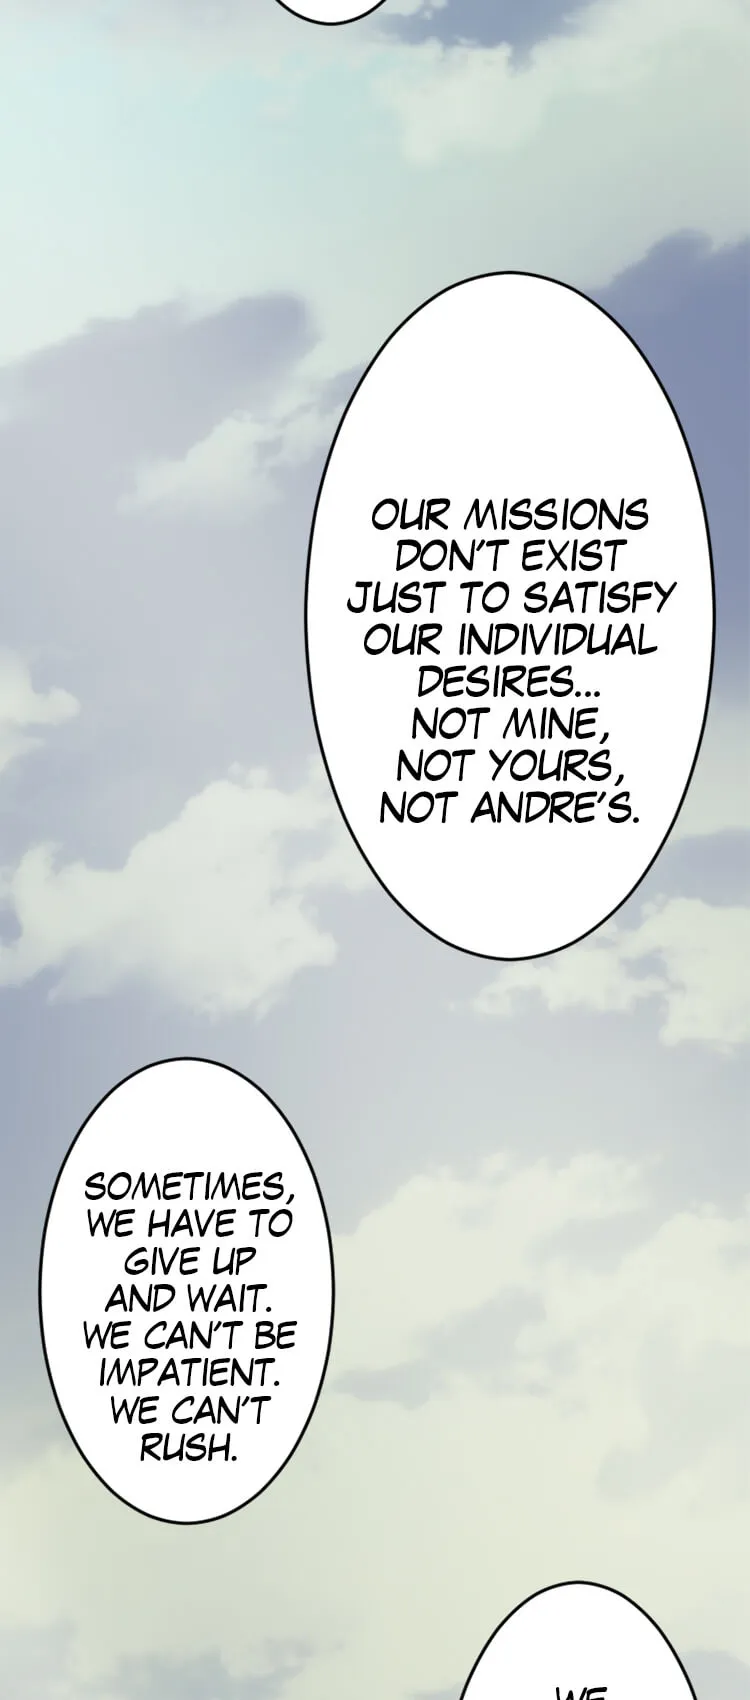 OUR MISSIONS
DON'T EXIST
JUST TO SATISFY
OUR INDIVIDUAL
DESIRES...
NOT MINE,
NOT YOURS,
NOT ANDRE'S.
SOMETIMES,
WE HAVE TO
GIVE UP
AND WAIT.
WE CAN'T BE
IMPATIENT.
WE CAN'T
RUSH.
WE